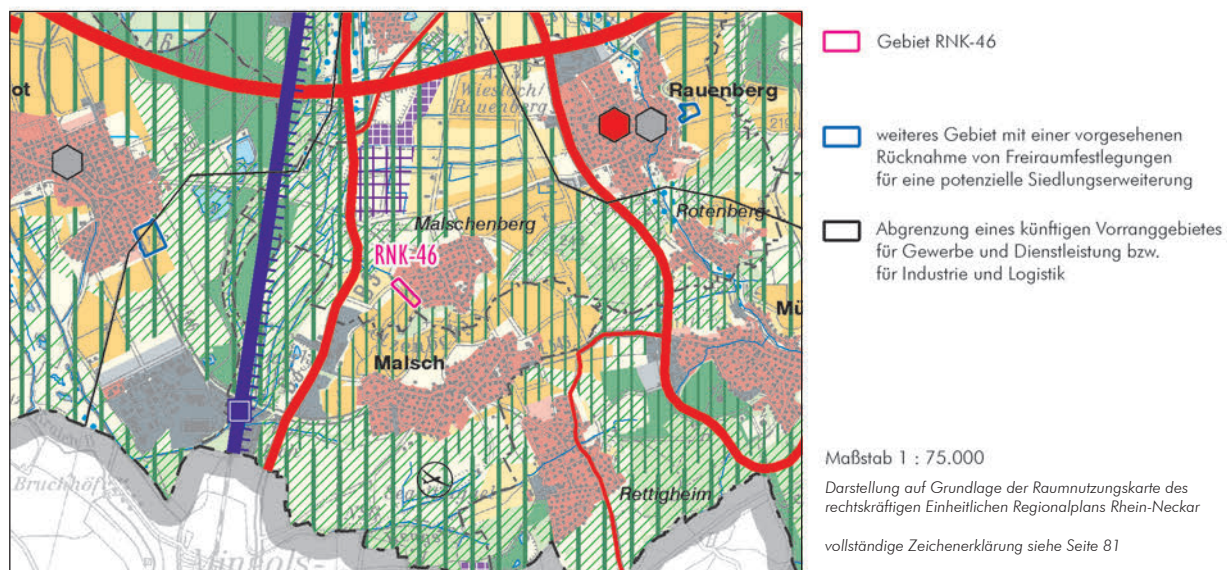 ot
Wiesloch/
Rauenberg
Rauenberg
Malschenberg
Rotenberg
RNK-46
Mü
Malsch
Rettigheim
Bruchhöf
Gebiet RNK-46
weiteres Gebiet mit einer vorgesehenen
Rücknahme von Freiraumfestlegungen
für eine potenzielle Siedlungserweiterung
Abgrenzung eines künftigen Vorranggebietes
für Gewerbe und Dienstleistung bzw.
für Industrie und Logistik
Maßstab 1 : 75.000
Darstellung auf Grundlage der Raumnutzungskarte des
rechtskräftigen Einheitlichen Regionalplans Rhein-Neckar
vollständige Zeichenerklärung siehe Seite 81